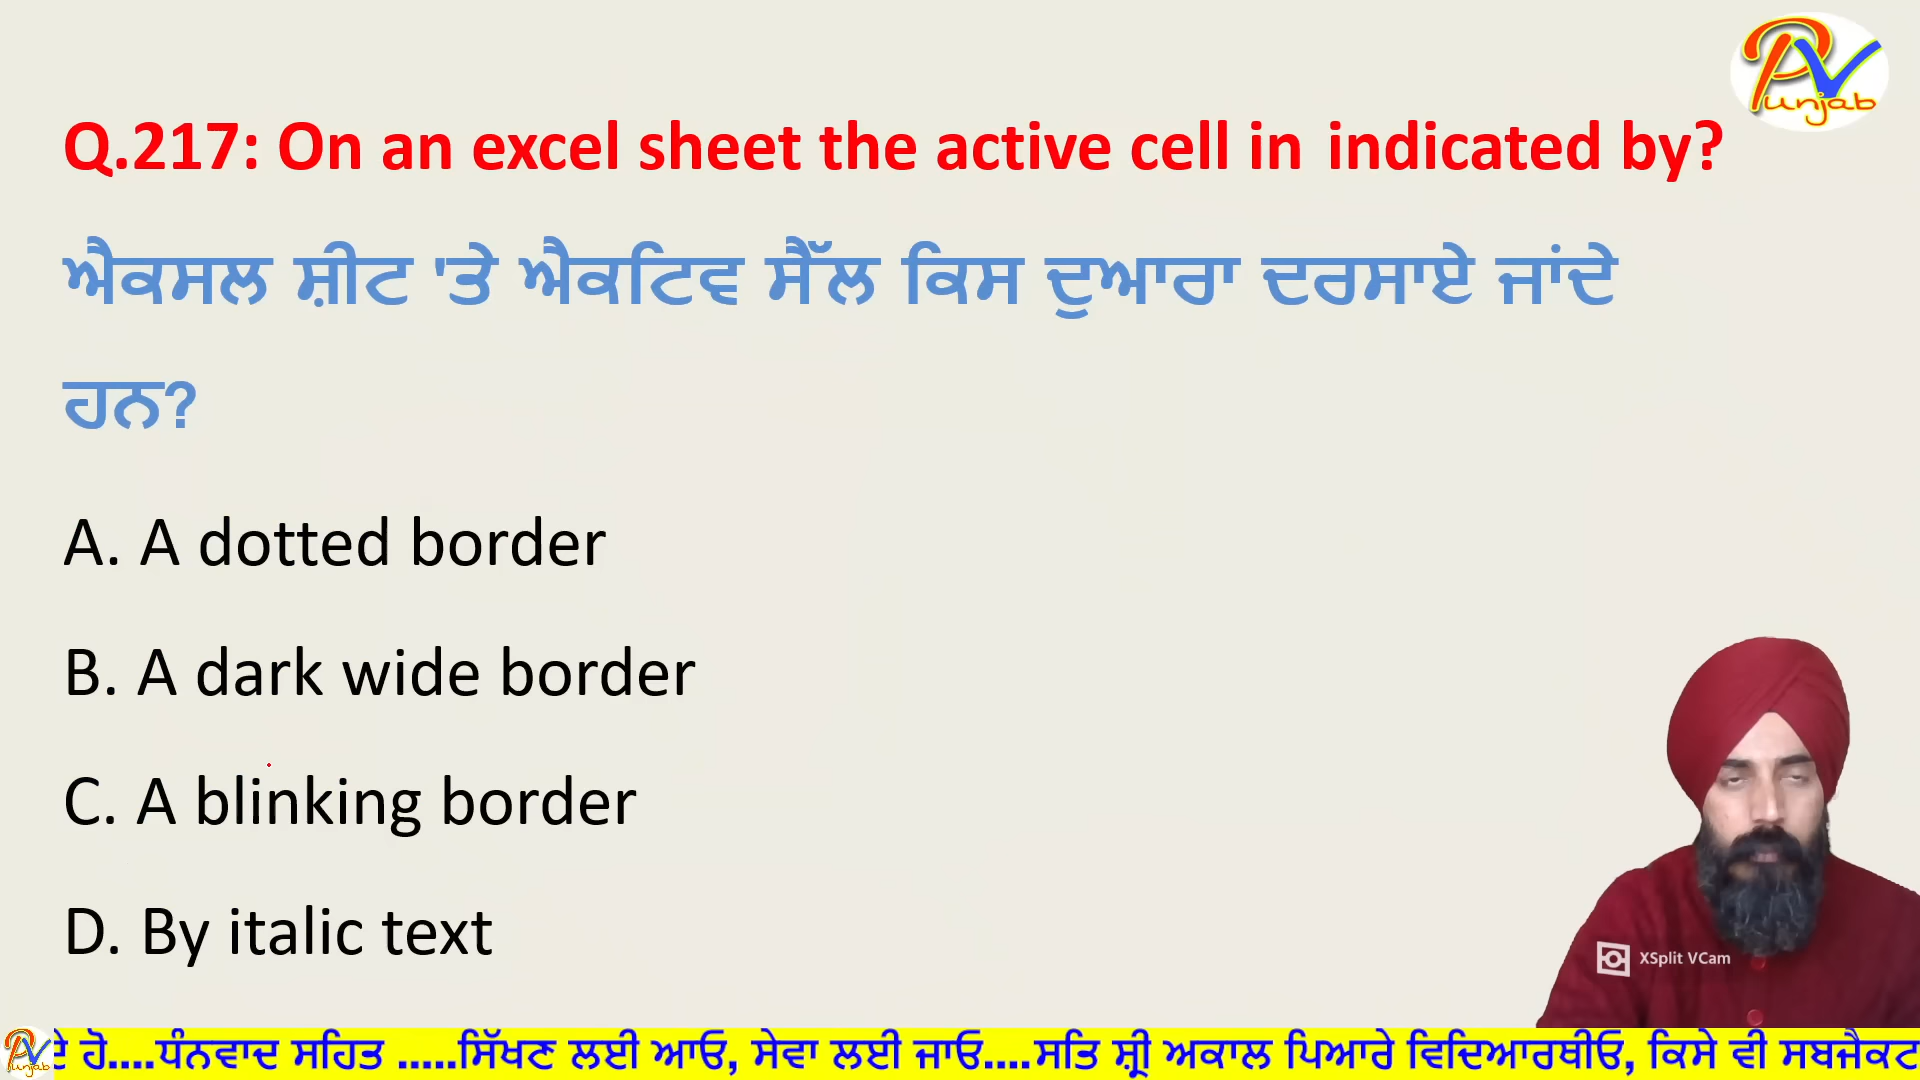 PV
unjab
Q.217: On an excel sheet the active cell in indicated by?
ਐਕਸਲ ਸ਼ੀਟ 'ਤੇ ਐਕਟਿਵ ਸੈੱਲ ਕਿਸ ਦੁਆਰਾ ਦਰਸਾਏ ਜਾਂਦੇ
ਹਨ?
A. A dotted border
B. A dark wide border
C. A blinking border
D. By italic text
XSplit VCam
ਹੋ....ਧੰਨਵਾਦ ਸਹਿਤ .....ਸਿੱਖਣ ਲਈ ਆਓ, ਸੇਵਾ ਲਈ ਜਾਓ....ਸਤਿ ਸ਼੍ਰੀ ਅਕਾਲ ਪਿਆਰੇ ਵਿਦਿਆਰਥੀਓ, ਕਿਸੇ ਵੀ ਸਬਜੈਕਟ